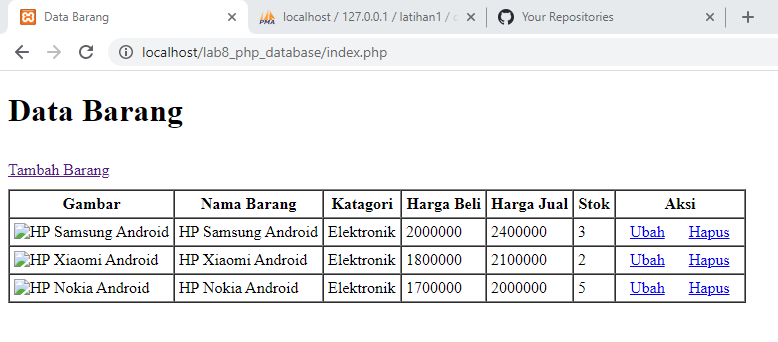 Data Barang
localhost / 127.0.0.1 / latihan1 /
Your Repositories
localhost/lab8_php_database/index.php
Data Barang
Tambah Barang
Gambar Nama Barang Katagori Harga Beli Harga Jual Stok Aksi
HP Samsung Android HP Samsung Android Elektronik 2000000 2400000 3 Ubah Hapus
HP Xiaomi Android HP Xiaomi Android Elektronik 1800000 2100000 2 Ubah Hapus
HP Nokia Android HP Nokia Android Elektronik 1700000 2000000 5 Ubah Hapus